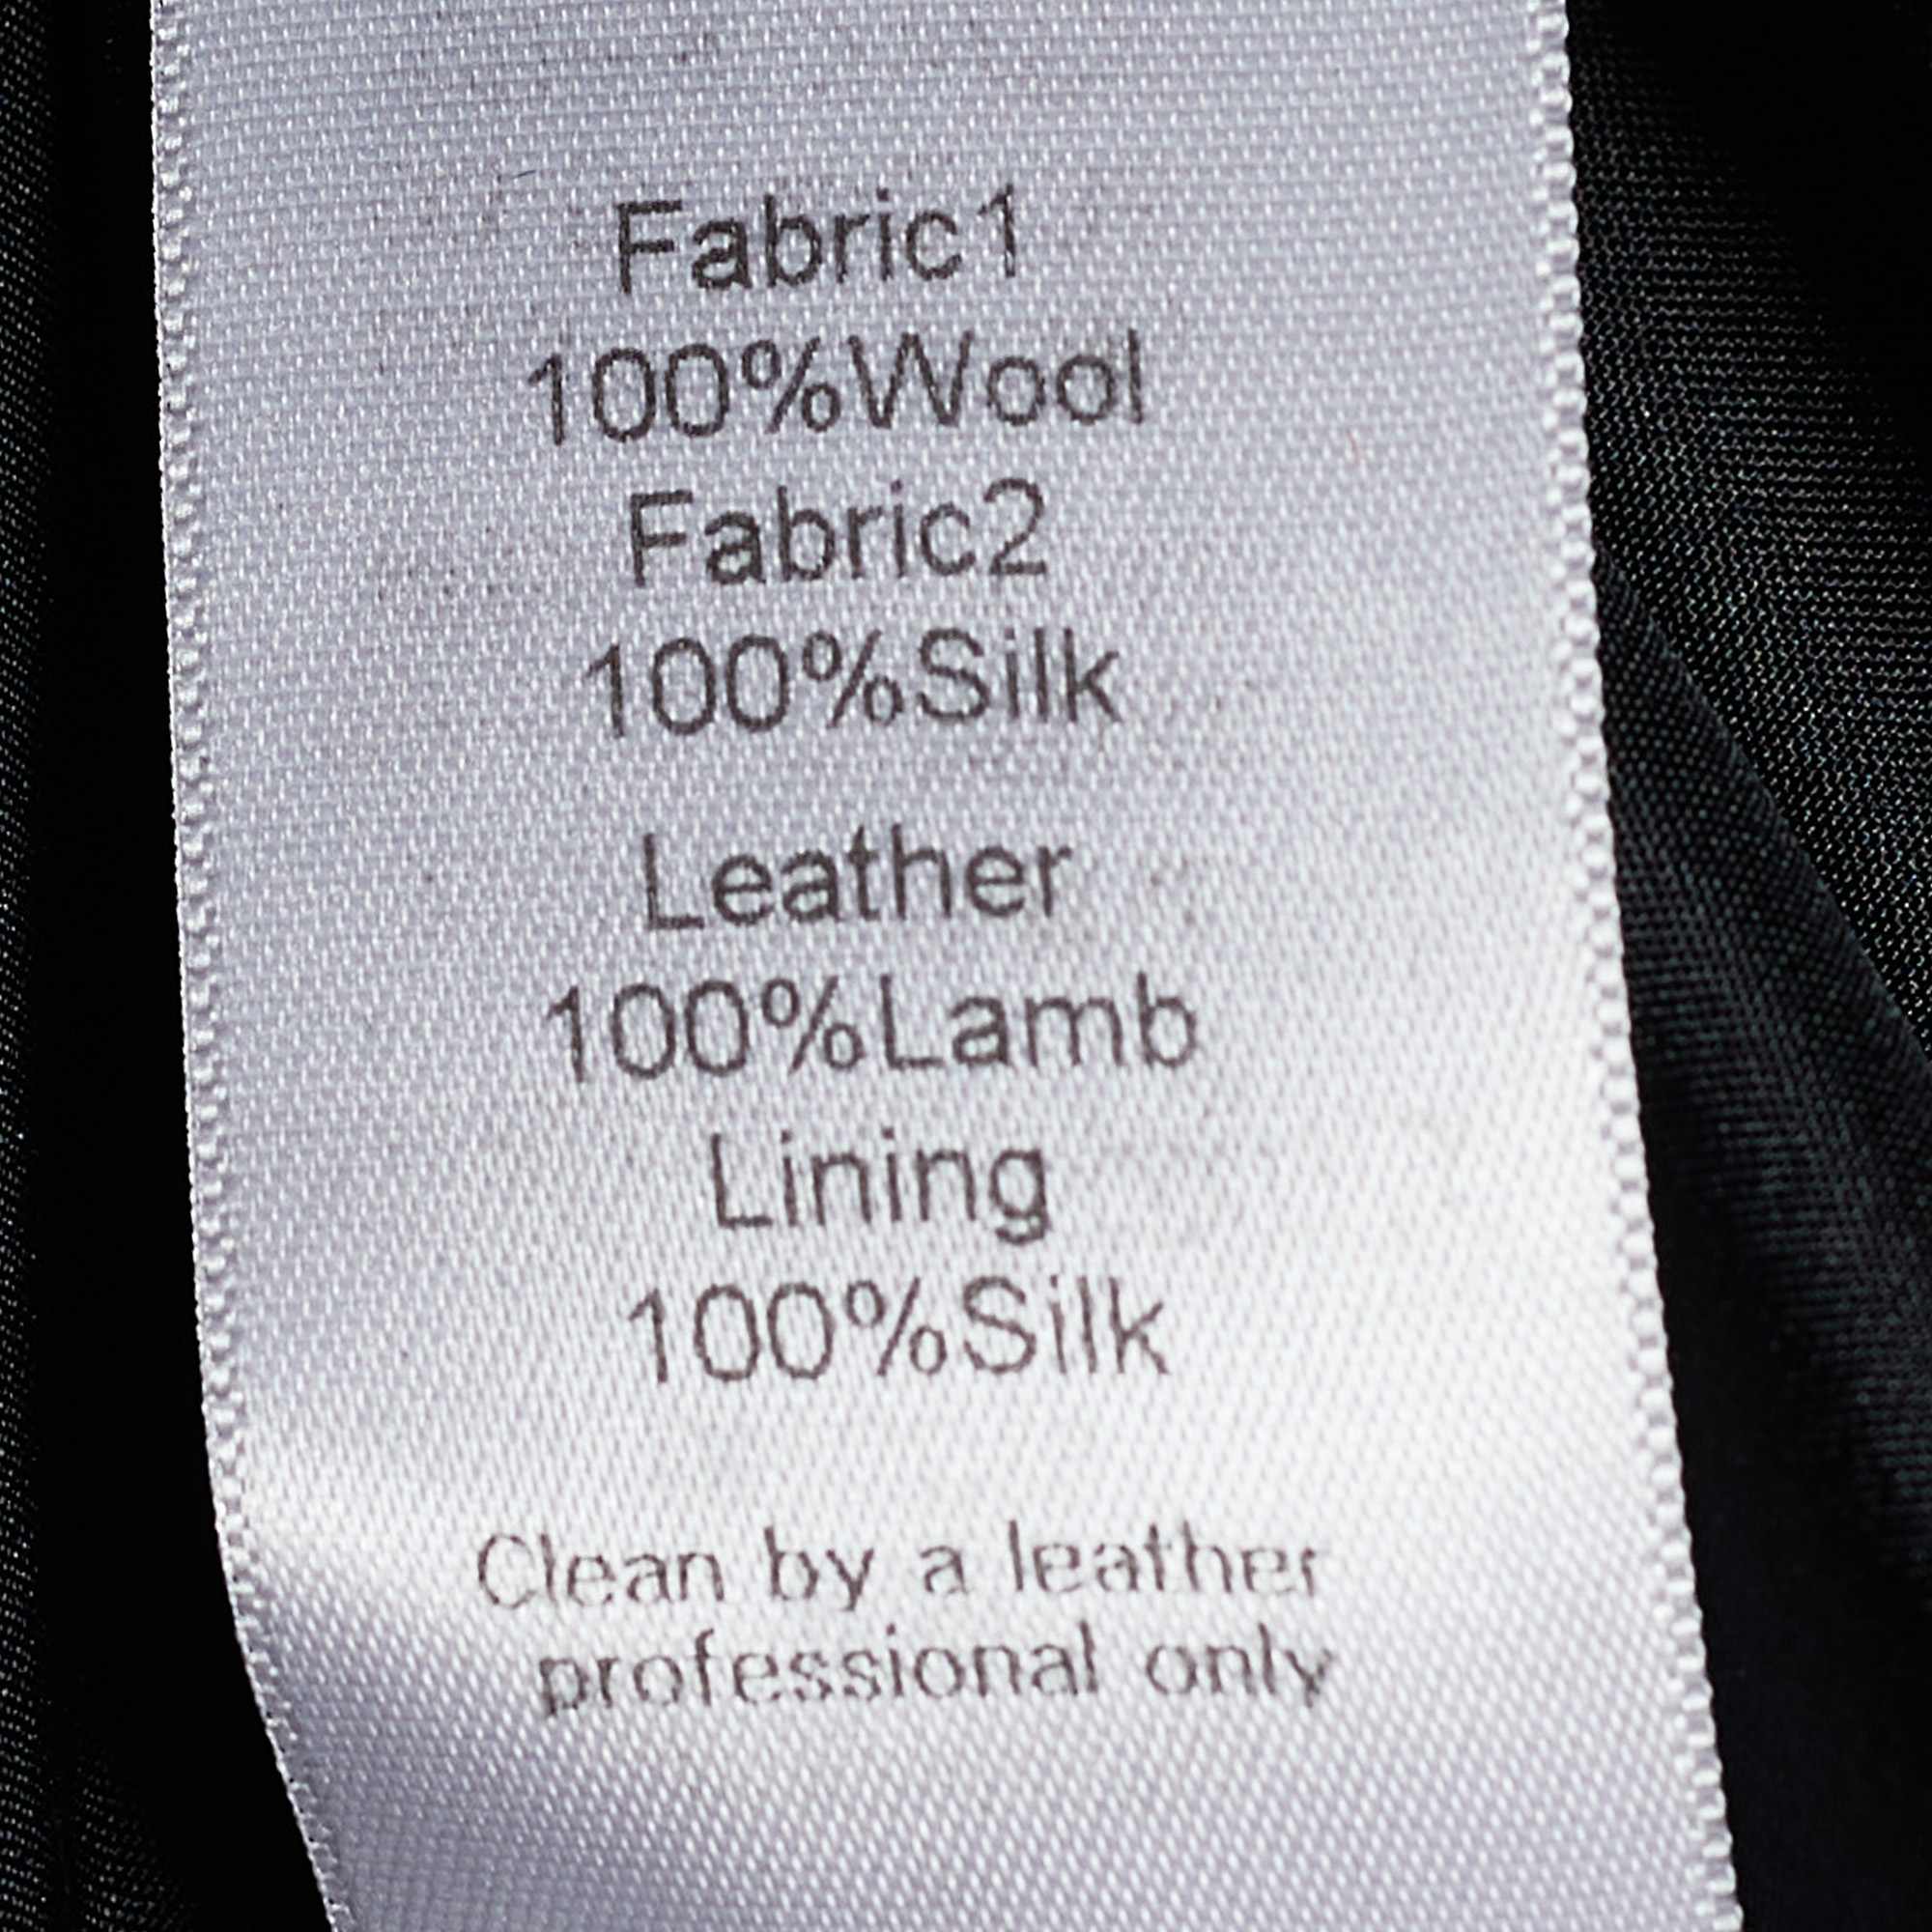 Fabric1
100%Wool
Fabric2
100%Silk
Leather
100%Lamb
Lining
100%Silk
Clean by a leather
professional only